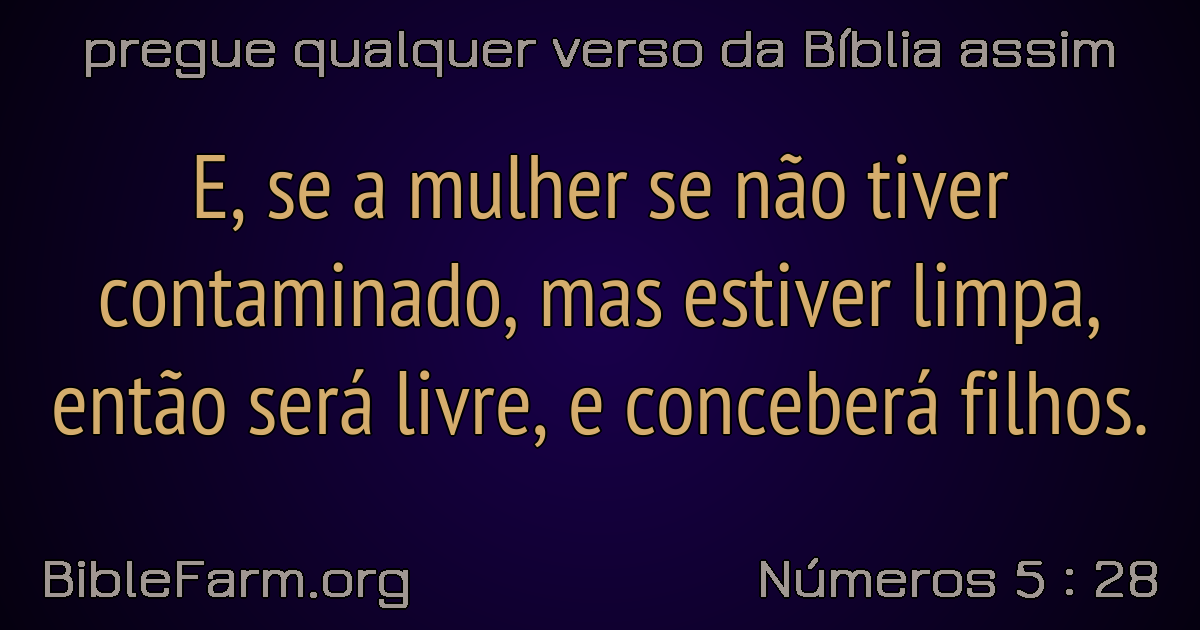 pregue qualquer verso da Bíblia assim
E, se a mulher se não tiver
contaminado, mas estiver limpa,
então será livre, e conceberá filhos.
BibleFarm.org
Números 5 : 28